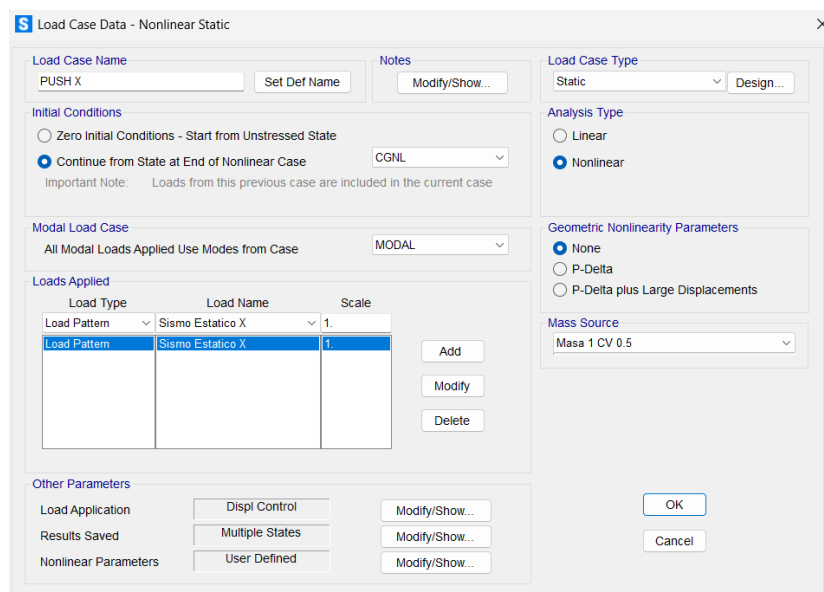 S Load Case Data - Nonlinear Static
Load Case Name
PUSH X
Set Def Name
Notes
Modify/Show...
Load Case Type
Static
Design...
Initial Conditions
Zero Initial Conditions - Start from Unstressed State
Continue from State at End of Nonlinear Case
CGNL
Important Note: Loads from this previous case are included in the current case
Analysis Type
Linear
Nonlinear
Modal Load Case
All Modal Loads Applied Use Modes from Case
MODAL
Geometric Nonlinearity Parameters
None
P-Delta
P-Delta plus Large Displacements
Loads Applied
Load Type Load Name Scale
Load Pattern Sismo Estatico X 1.
Load Pattern Sismo Estatico X 1.
Add
Modify
Delete
Mass Source
Masa 1 CV 0.5
Other Parameters
Load Application Displ Control Modify/Show...
Results Saved Multiple States Modify/Show...
Nonlinear Parameters User Defined Modify/Show...
OK
Cancel